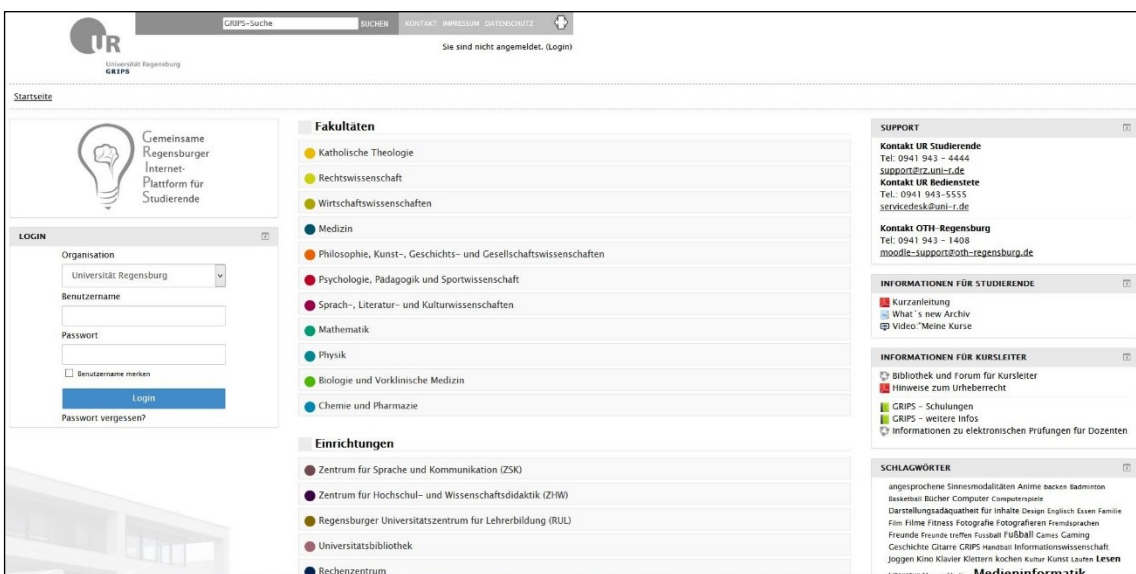 GRIPS-Suche
SUCHEN
KONTAKT IMPRESSUM DATENSCHUTZ
UR
Universität Regensburg
GRIPS
Sie sind nicht angemeldet. (Login)
Startseite
Gemeinsame
Regensburger
Internet-
Plattform für
Studierende
LOGIN
Organisation
Universität Regensburg
Benutzername
Passwort
Benutzername merken
Login
Passwort vergessen?
Fakultäten
Katholische Theologie
Rechtswissenschaft
Wirtschaftswissenschaften
Medizin
Philosophie, Kunst-, Geschichts- und Gesellschaftswissenschaften
Psychologie, Pädagogik und Sportwissenschaft
Sprach-, Literatur- und Kulturwissenschaften
Mathematik
Physik
Biologie und Vorklinische Medizin
Chemie und Pharmazie
Einrichtungen
Zentrum für Sprache und Kommunikation (ZSK)
Zentrum für Hochschul- und Wissenschaftsdidaktik (ZHW)
Regensburger Universitätszentrum für Lehrerbildung (RUL)
Universitätsbibliothek
Rechenzentrum
SUPPORT
Kontakt UR Studierende
Tel: 0941 943 - 4444
support@rz.uni-r.de
Kontakt UR Bedienstete
Tel.: 0941 943-5555
servicedesk@uni-r.de
Kontakt OTH-Regensburg
Tel: 0941 943 - 1408
moodle-support@oth-regensburg.de
INFORMATIONEN FÜR STUDIERENDE
Kurzanleitung
What`s new Archiv
Video:"Meine Kurse
INFORMATIONEN FÜR KURSLEITER
Bibliothek und Forum für Kursleiter
Hinweise zum Urheberrecht
GRIPS - Schulungen
GRIPS - weitere Infos
Informationen zu elektronischen Prüfungen für Dozenten
SCHLAGWÖRTER
angesprochene Sinnesmodalitäten Anime backen Badminton
Basketball Bücher Computer Computerspiele
Darstellungsadäquatheit für Inhalte Design Englisch Essen Familie
Film Filme Fitness Fotografie Fotografieren Fremdsprachen
Freunde Freunde treffen Fussball Fußball Games Gaming
Geschichte Gitarre GRIPS Handball Informationswissenschaft
Joggen Kino Klavier Klettern kochen Kultur Kunst Laufen Lesen
Medieninformatik